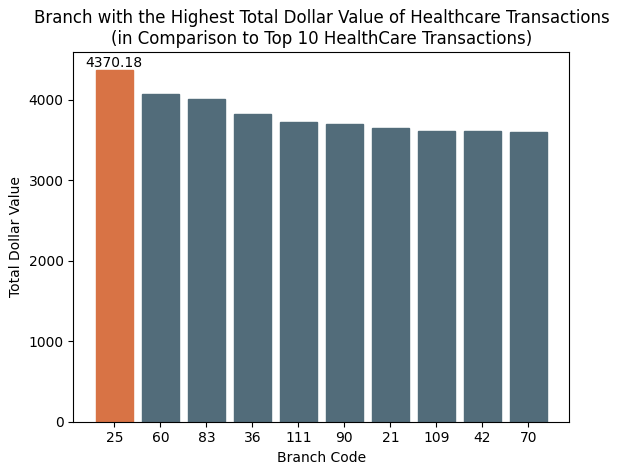 Branch with the Highest Total Dollar Value of Healthcare Transactions
(in Comparison to Top 10 HealthCare Transactions)
4370.18
4000
3000
2000
1000
0
Total Dollar Value
25 60 83 36 111 90 21 109 42 70
Branch Code